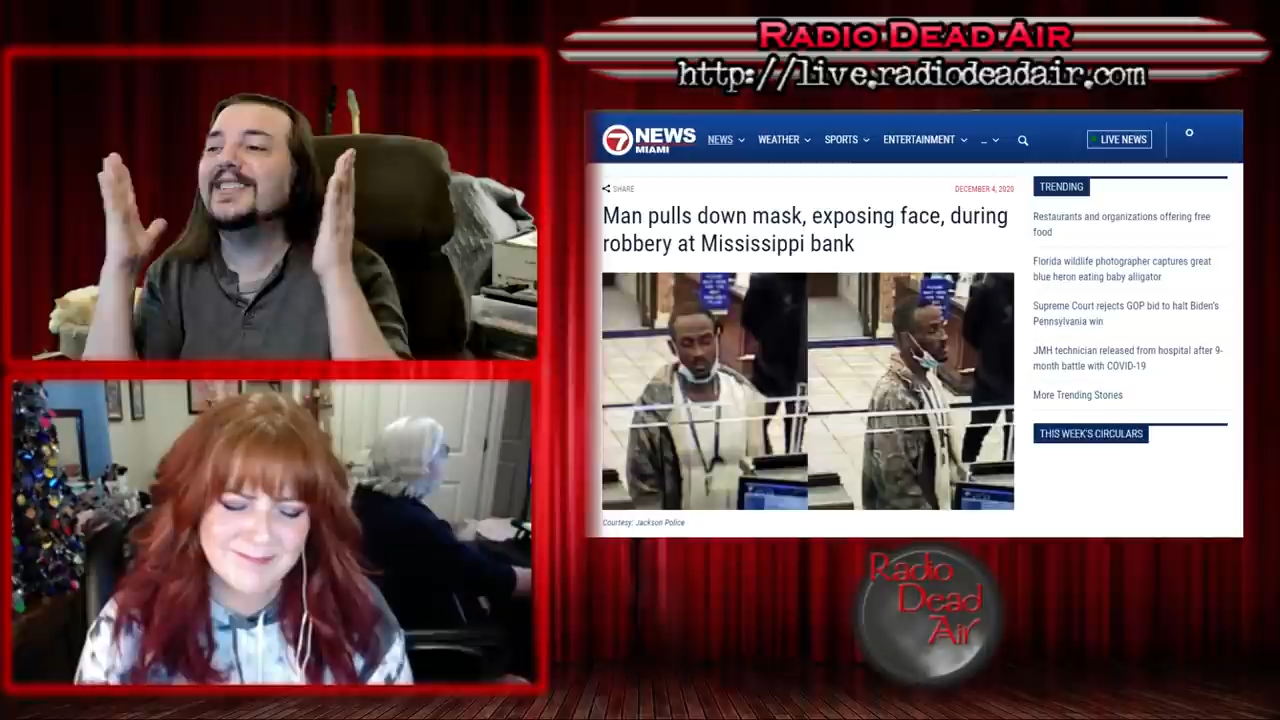 RADIO DEAD AIR
http://live.radiodeadair.com
7 NEWS
MIAMI
NEWS
WEATHER
SPORTS
ENTERTAINMENT
...
LIVE NEWS
SHARE
DECEMBER 4, 2020
Man pulls down mask, exposing face, during
robbery at Mississippi bank
Courtesy: Jackson Police
TRENDING
Restaurants and organizations offering free
food
Florida wildlife photographer captures great
blue heron eating baby alligator
Supreme Court rejects GOP bid to halt Biden's
Pennsylvania win
JMH technician released from hospital after 9-
month battle with COVID-19
More Trending Stories
THIS WEEK'S CIRCULARS
Radio
Dead
Air